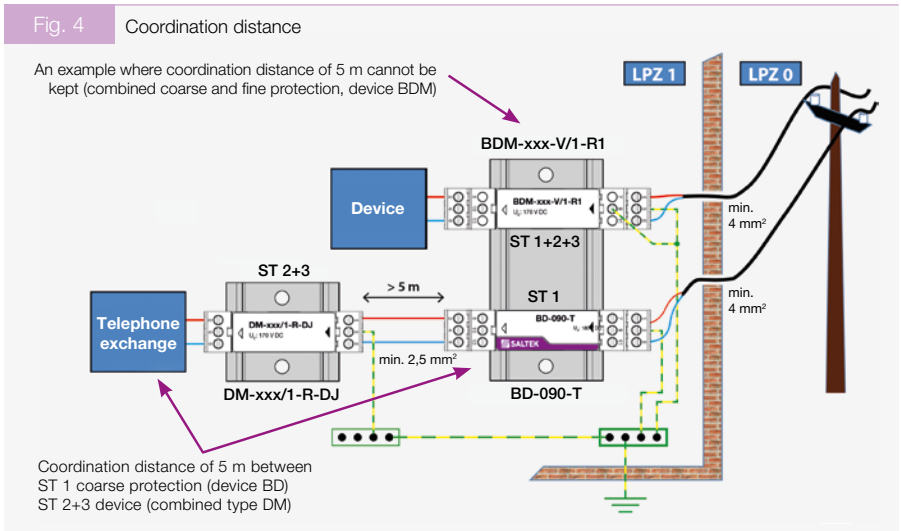 Fig. 4
Coordination distance
An example where coordination distance of 5 m cannot be
kept (combined coarse and fine protection, device BDM)
LPZ 1
LPZ 0
BDM-xxx-V/1-R1
Device
BDM-xxx-V/1-R1
ST 1+2+3
min.
4 mm²
ST 2+3
> 5 m
ST 1
min.
4 mm²
Telephone
exchange
DM-xxx/1-R-DJ
BD-090-T
SALTEK
min. 2,5 mm²
DM-xxx/1-R-DJ
BD-090-T
Coordination distance of 5 m between
ST 1 coarse protection (device BD)
ST 2+3 device (combined type DM)